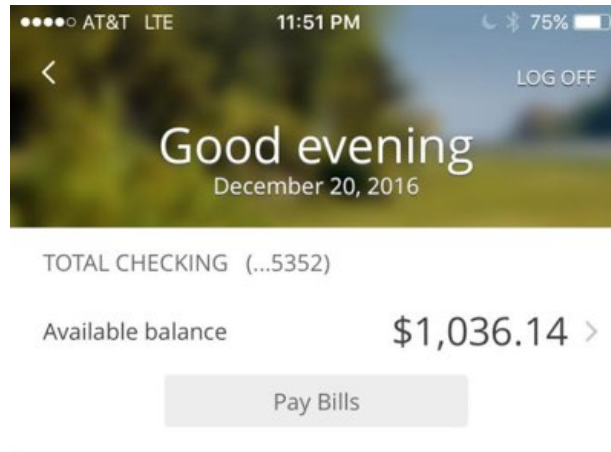 AT&T LTE 11:51 PM 75%
LOG OFF
Good evening
December 20, 2016
TOTAL CHECKING (...5352)
Available balance $1,036.14 >
Pay Bills